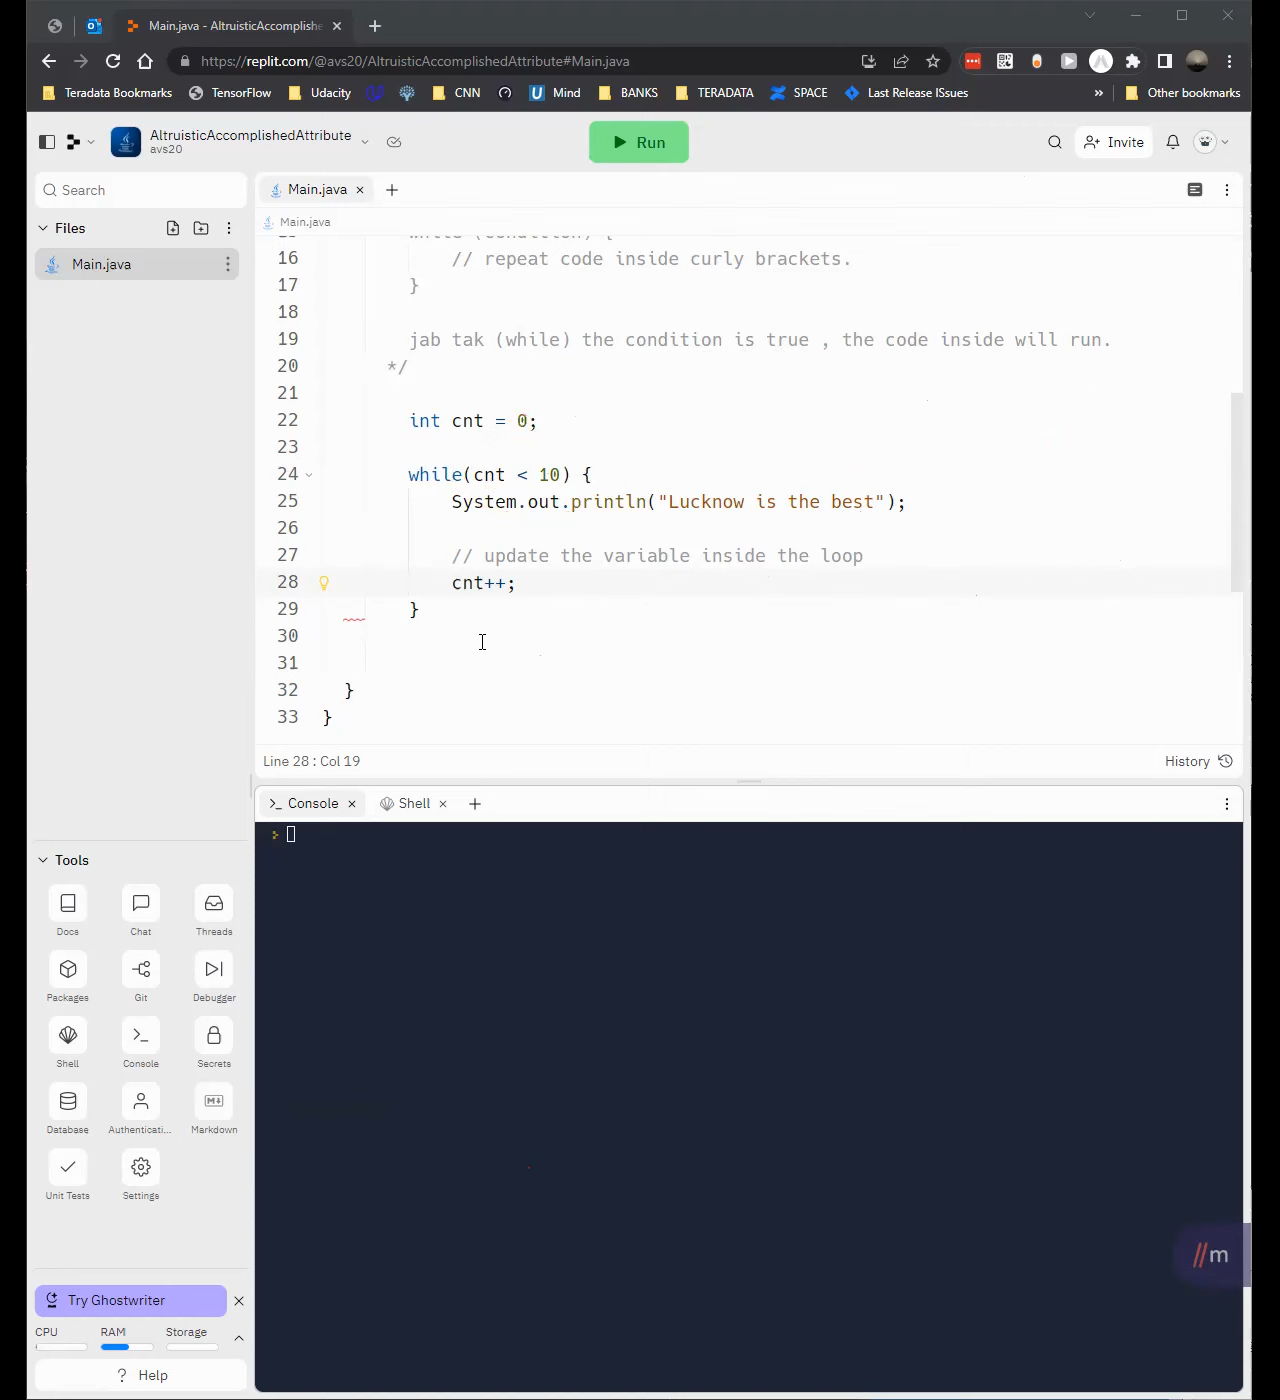 Main.java - AltruisticAccomplishe
https://replit.com/@avs20/AltruisticAccomplishedAttribute#Main.java
Teradata Bookmarks TensorFlow Udacity CNN Mind BANKS TERADATA SPACE Last Release ISsues » Other bookmarks
AltruisticAccomplishedAttribute
avs20
Run
Invite
Search
Files
Main.java
Main.java
Main.java
16 // repeat code inside curly brackets.
17 }
18
19 jab tak (while) the condition is true , the code inside will run.
20 */
21
22 int cnt = 0;
23
24 while(cnt < 10) {
25 System.out.println("Lucknow is the best");
26
27 // update the variable inside the loop
28 cnt++;
29 }
30
31
32 }
33 }
Line 28 : Col 19
History
Console
Shell
Tools
Docs Chat Threads
Packages Git Debugger
Shell Console Secrets
Database Authenticati... Markdown
Unit Tests Settings
Try Ghostwriter
CPU RAM Storage
? Help
//m